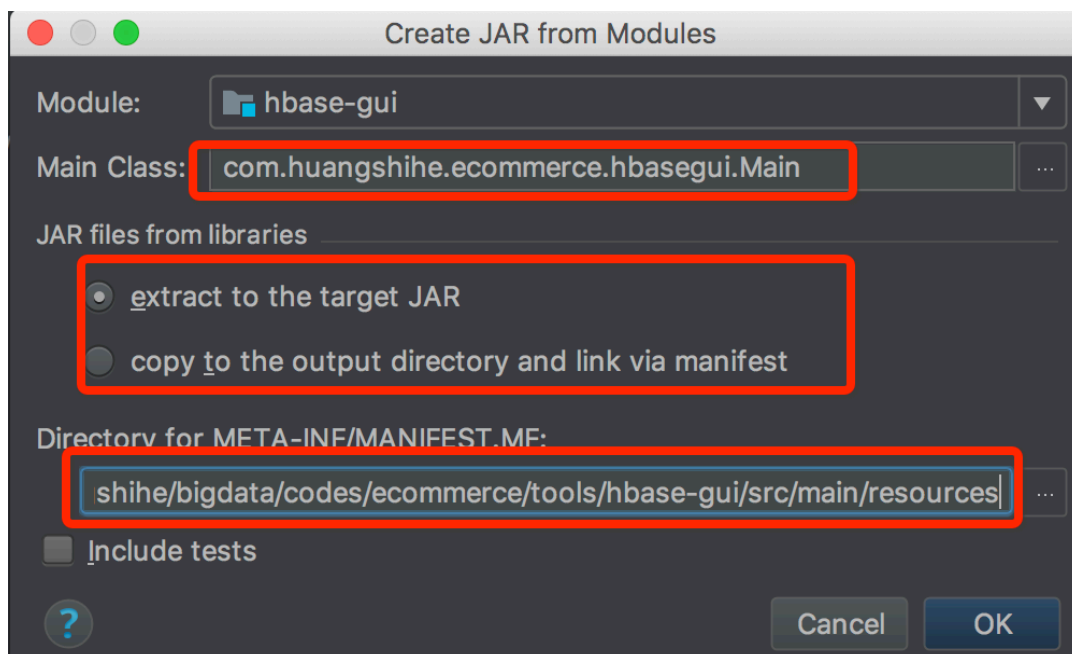 Create JAR from Modules
Module: hbase-gui
Main Class: com.huangshihe.ecommerce.hbasegui.Main ...
JAR files from libraries
extract to the target JAR
copy to the output directory and link via manifest
Directory for META-INF/MANIFEST.MF:
shihe/bigdata/codes/ecommerce/tools/hbase-gui/src/main/resources ...
Include tests
? Cancel OK